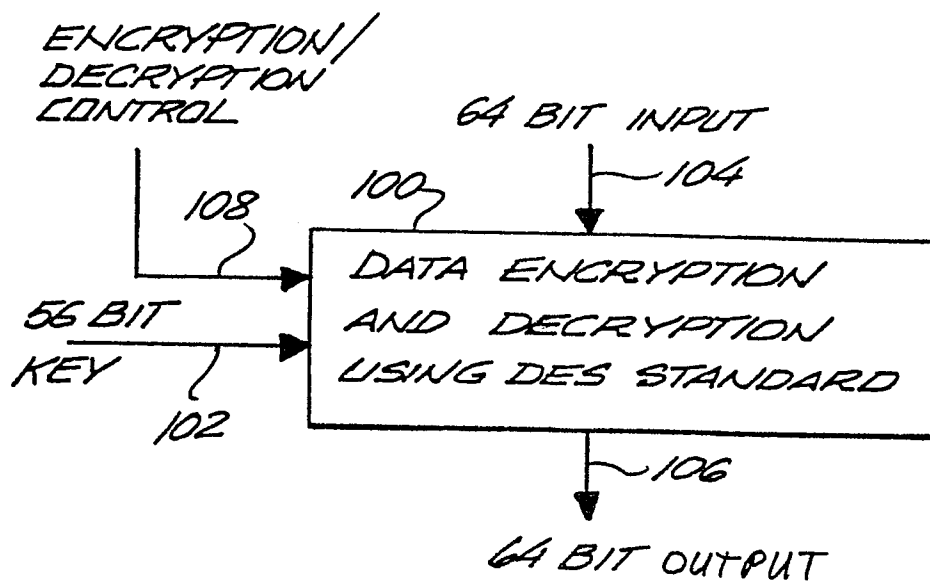 ENCRYPTION/
DECRYPTION
CONTROL
64 BIT INPUT
104
100
108
DATA ENCRYPTION
AND DECRYPTION
USING DES STANDARD
56 BIT
KEY
102
106
64 BIT OUTPUT